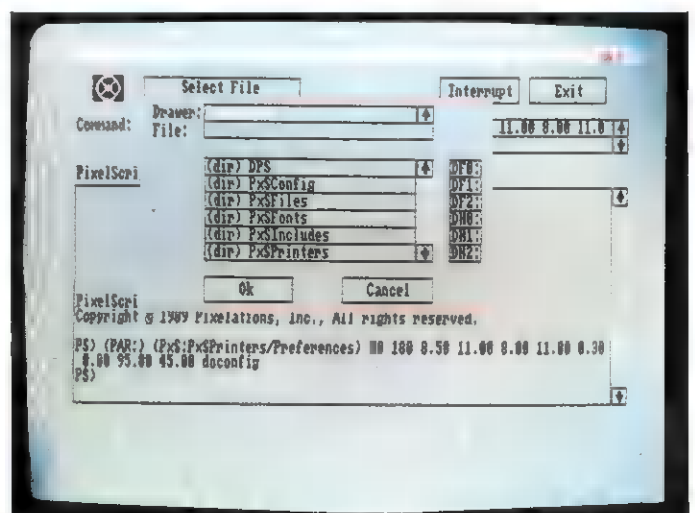 Select File
Interrupt Exit
Drawer:
Command: File:
11.00 8.00 11.0
PixelScri
(dir) DPS
(dir) PxSConfig
(dir) PxSFiles
(dir) PxSFonts
(dir) PxSIncludes
(dir) PxSPrinters
DF0:
DF1:
DF2:
DH0:
DH1:
DH2:
Ok Cancel
PixelScri
Copyright © 1989 Pixelations, Inc., All rights reserved.
PS) (PAR:) (PxS:PxSPrinters/Preferences) 180 8.50 11.00 8.00 11.00 0.30
0.00 95.00 45.00 doconfig
PS)